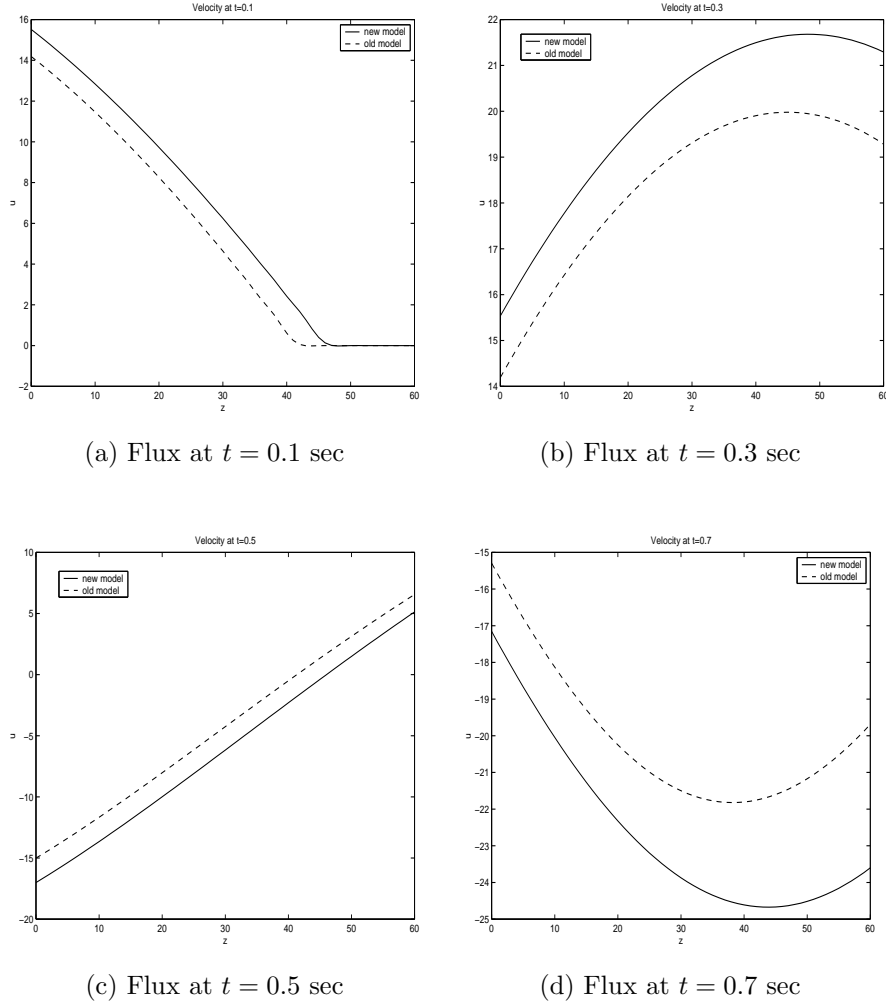 Velocity at t=0.1
new model
old model
16
14
12
10
8
6
4
2
0
−2
u
0 10 20 30 40 50 60
z
(a) Flux at t = 0.1 sec
Velocity at t=0.3
new model
old model
22
21
20
19
18
17
16
15
14
u
0 10 20 30 40 50 60
z
(b) Flux at t = 0.3 sec
Velocity at t=0.5
new model
old model
10
5
0
−5
−10
−15
−20
u
0 10 20 30 40 50 60
z
(c) Flux at t = 0.5 sec
Velocity at t=0.7
new model
old model
−15
−16
−17
−18
−19
−20
−21
−22
−23
−24
−25
u
0 10 20 30 40 50 60
z
(d) Flux at t = 0.7 sec